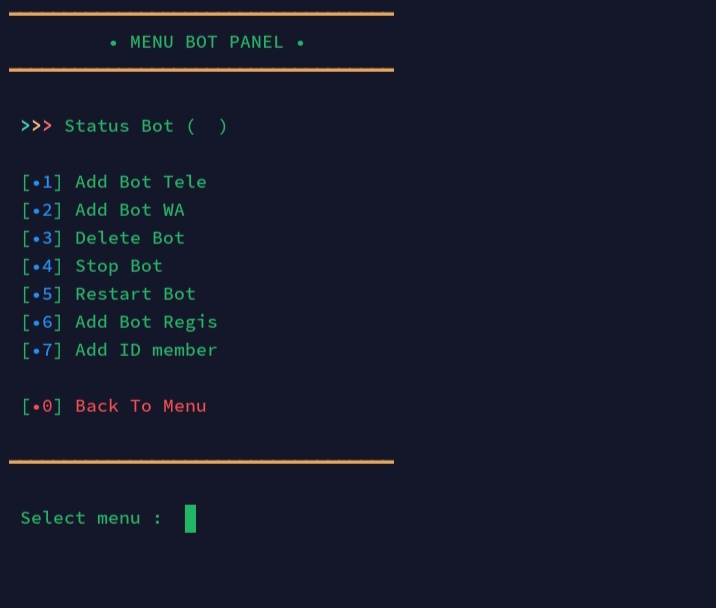 • MENU BOT PANEL •
>>> Status Bot (  )
[•1] Add Bot Tele
[•2] Add Bot WA
[•3] Delete Bot
[•4] Stop Bot
[•5] Restart Bot
[•6] Add Bot Regis
[•7] Add ID member
[•0] Back To Menu
Select menu :